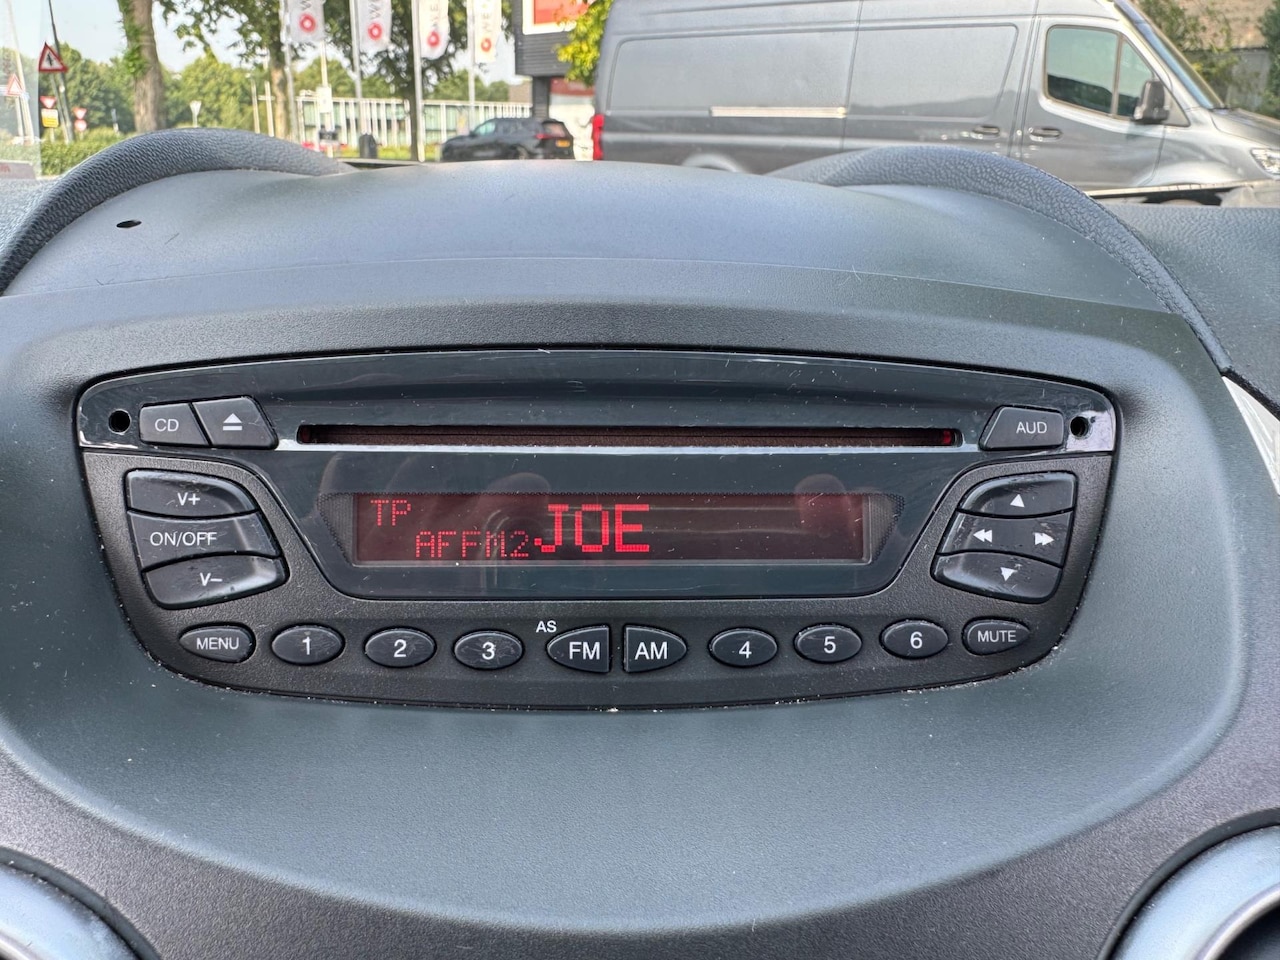 CD
AUD
V+
ON/OFF
V–
TP
AFFM2 JOE
MENU
1
2
3
AS
FM
AM
4
5
6
MUTE